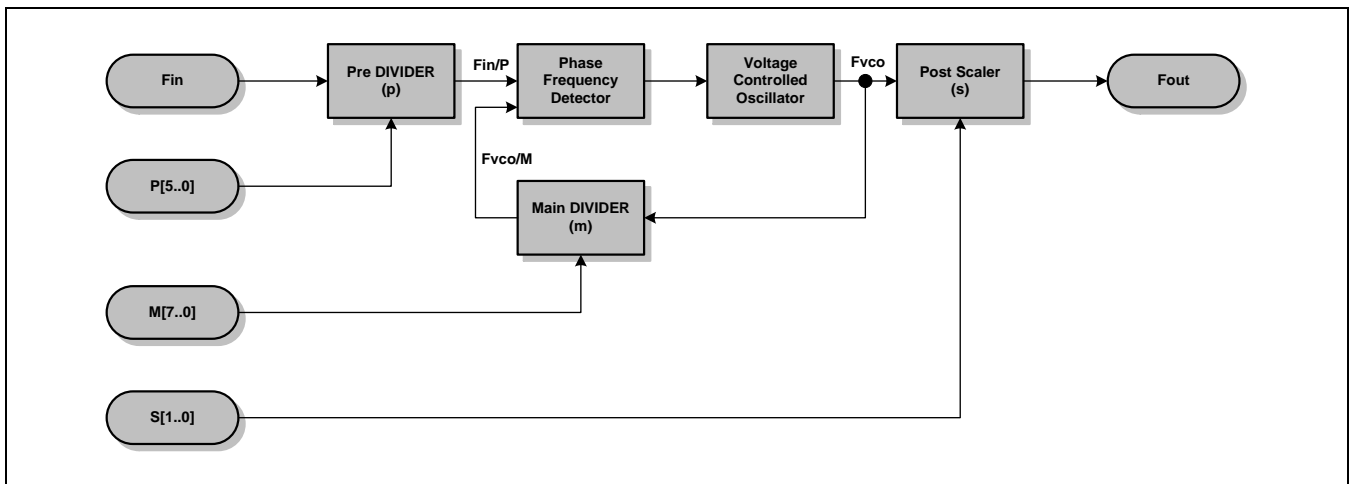 Fin
Pre DIVIDER
(p)
Fin/P
Phase
Frequency
Detector
Voltage
Controlled
Oscillator
Fvco
Post Scaler
(s)
Fout
P[5..0]
Fvco/M
Main DIVIDER
(m)
M[7..0]
S[1..0]